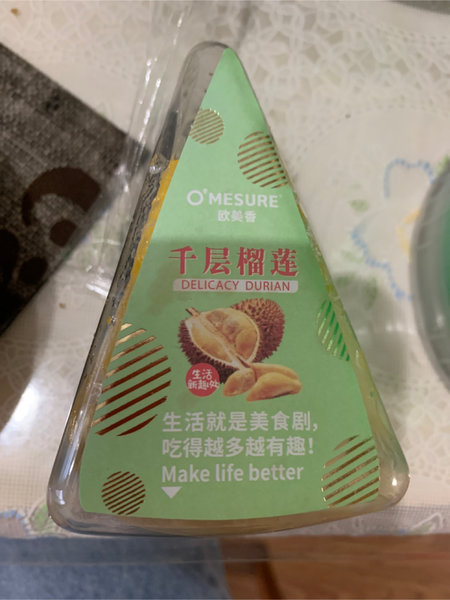 O'MESURE
欧美香
千层榴莲
DELICACY DURIAN
生活
新趣味
生活就是美食剧,
吃得越多越有趣!
Make life better